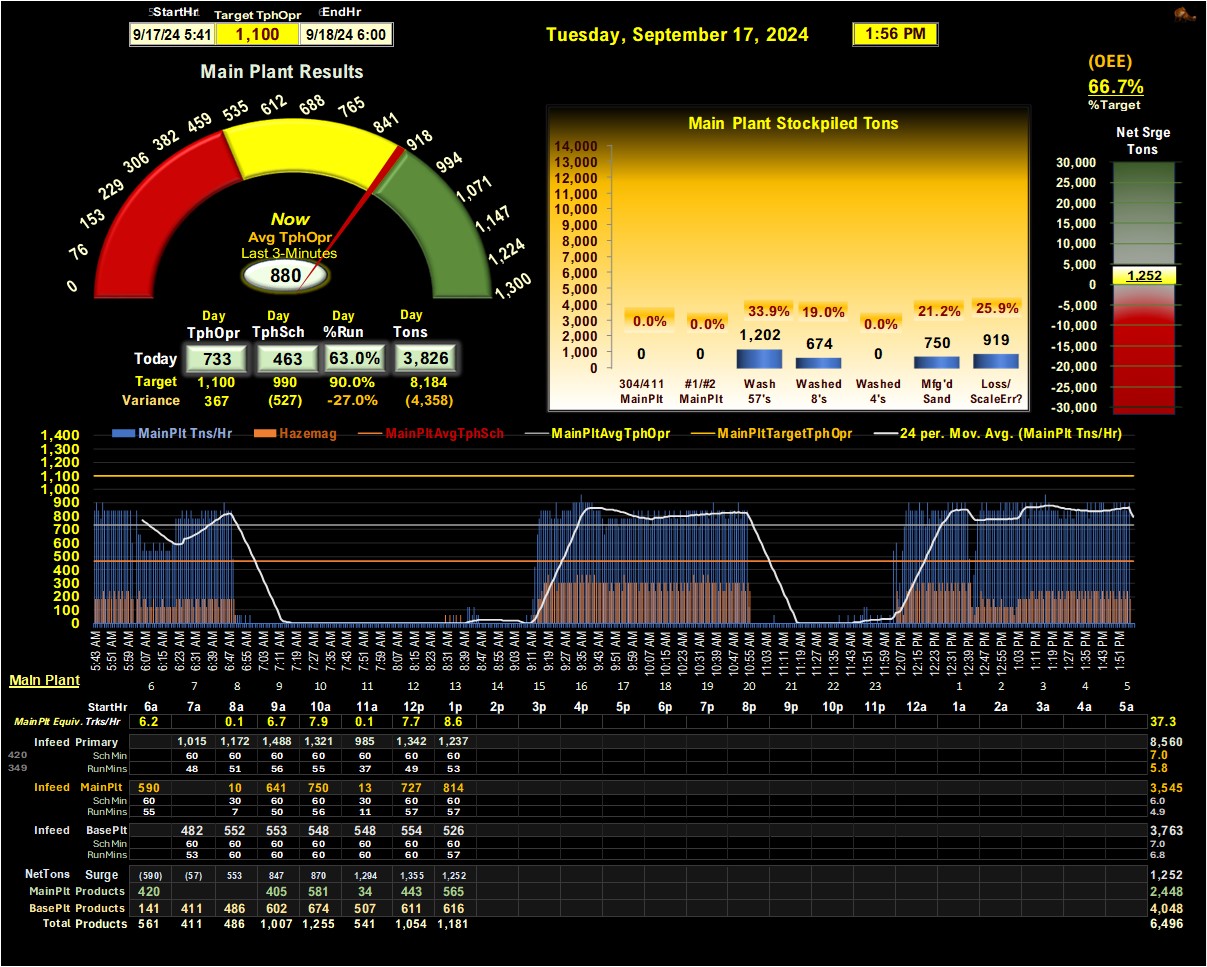 StartHr Target TphOpr EndHr
9/17/24 5:41 1,100 9/18/24 6:00
Tuesday, September 17, 2024 1:56 PM
(OEE)
66.7%
%Target
Main Plant Results
0 76 153 229 306 382 459 535 612 688 765 841 918 994 1,071 1,147 1,224 1,300
Now
Avg TphOpr
Last 3-Minutes
880
Day Day Day Day
TphOpr TphSch %Run Tons
Today 733 463 63.0% 3,826
Target 1,100 990 90.0% 8,184
Variance 367 (527) -27.0% (4,358)
Main Plant Stockpiled Tons
14,000
13,000
12,000
11,000
10,000
9,000
8,000
7,000
6,000
5,000
4,000
3,000
2,000
1,000
0
0.0% 0.0% 33.9% 19.0% 0.0% 21.2% 25.9%
0 0 1,202 674 0 750 919
304/411 #1/#2 Wash Washed Washed Mfg'd Loss/
MainPlt MainPlt 57's 8's 4's Sand ScaleErr?
Net Srge
Tons
30,000
25,000
20,000
15,000
10,000
5,000
1,252
0
-5,000
-10,000
-15,000
-20,000
-25,000
-30,000
MainPlt Tns/Hr Hazemag MainPltAvgTphSch MainPltAvgTphOpr MainPltTargetTphOpr 24 per. Mov. Avg. (MainPlt Tns/Hr)
1,400
1,300
1,200
1,100
1,000
900
800
700
600
500
400
300
200
100
0
5:43 AM 5:51 AM 5:59 AM 6:07 AM 6:15 AM 6:23 AM 6:31 AM 6:39 AM 6:47 AM 6:55 AM 7:03 AM 7:11 AM 7:19 AM 7:27 AM 7:35 AM 7:43 AM 7:51 AM 7:59 AM 8:07 AM 8:15 AM 8:23 AM 8:31 AM 8:39 AM 8:47 AM 8:55 AM 9:03 AM 9:11 AM 9:19 AM 9:27 AM 9:35 AM 9:43 AM 9:51 AM 9:59 AM 10:07 AM 10:15 AM 10:23 AM 10:31 AM 10:39 AM 10:47 AM 10:55 AM 11:03 AM 11:11 AM 11:19 AM 11:27 AM 11:35 AM 11:43 AM 11:51 AM 11:59 AM 12:07 PM 12:15 PM 12:23 PM 12:31 PM 12:39 PM 12:47 PM 12:55 PM 1:03 PM 1:11 PM 1:19 PM 1:27 PM 1:35 PM 1:43 PM 1:51 PM
Main Plant
6 7 8 9 10 11 12 13 14 15 16 17 18 19 20 21 22 23 1 2 3 4 5
StartHr 6a 7a 8a 9a 10a 11a 12p 1p 2p 3p 4p 5p 6p 7p 8p 9p 10p 11p 12a 1a 2a 3a 4a 5a
MainPlt Equiv. Trks/Hr 6.2 0.1 6.7 7.9 0.1 7.7 8.6 37.3
Infeed Primary 1,015 1,172 1,488 1,321 985 1,342 1,237 8,560
420 Sch Min 60 60 60 60 60 60 60 7.0
349 RunMins 48 51 56 55 37 49 53 5.8
Infeed MainPlt 590 10 641 750 13 727 814 3,545
Sch Min 60 30 60 60 30 60 60 6.0
RunMins 55 7 50 56 11 57 57 4.9
Infeed BasePlt 482 552 553 548 548 554 526 3,763
Sch Min 60 60 60 60 60 60 60 7.0
RunMins 53 60 60 60 60 60 57 6.8
NetTons Surge (590) (57) 553 847 870 1,294 1,355 1,252 1,252
MainPlt Products 420 405 581 34 443 565 2,448
BasePlt Products 141 411 486 602 674 507 611 616 4,048
Total Products 561 411 486 1,007 1,255 541 1,054 1,181 6,496